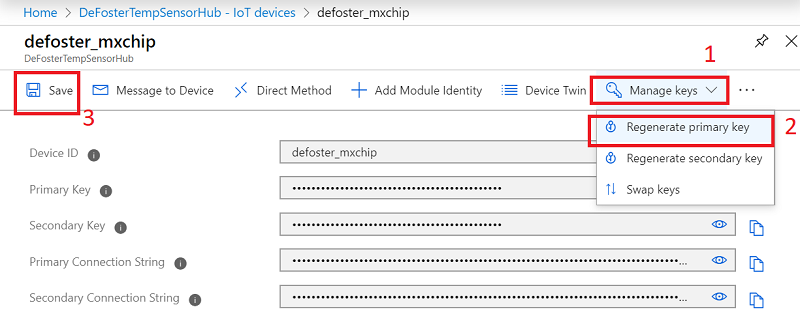 Home > DeFosterTempSensorHub - IoT devices > defoster_mxchip
defoster_mxchip
DeFosterTempSensorHub
1
Save Message to Device Direct Method Add Module Identity Device Twin Manage keys ...
3
Regenerate primary key 2
Device ID defoster_mxchip
Regenerate secondary key
Primary Key
Swap keys
Secondary Key
Primary Connection String
Secondary Connection String